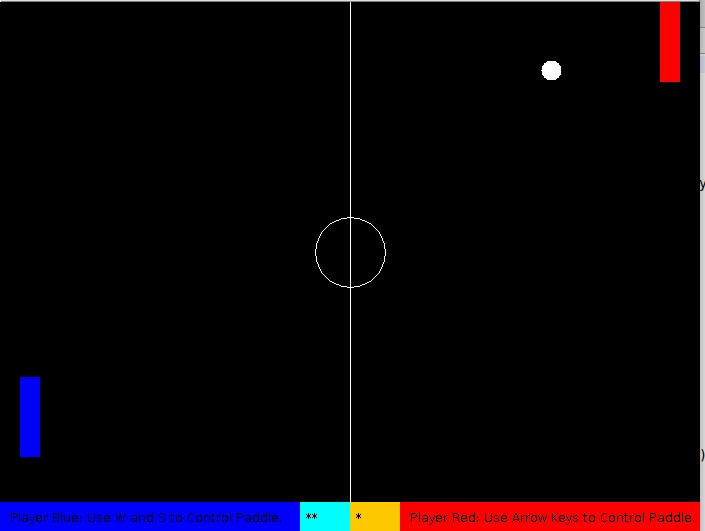 Player Blue: Use W and S to Control Paddle.
**
*
Player Red: Use Arrow Keys to Control Paddle.
y
)